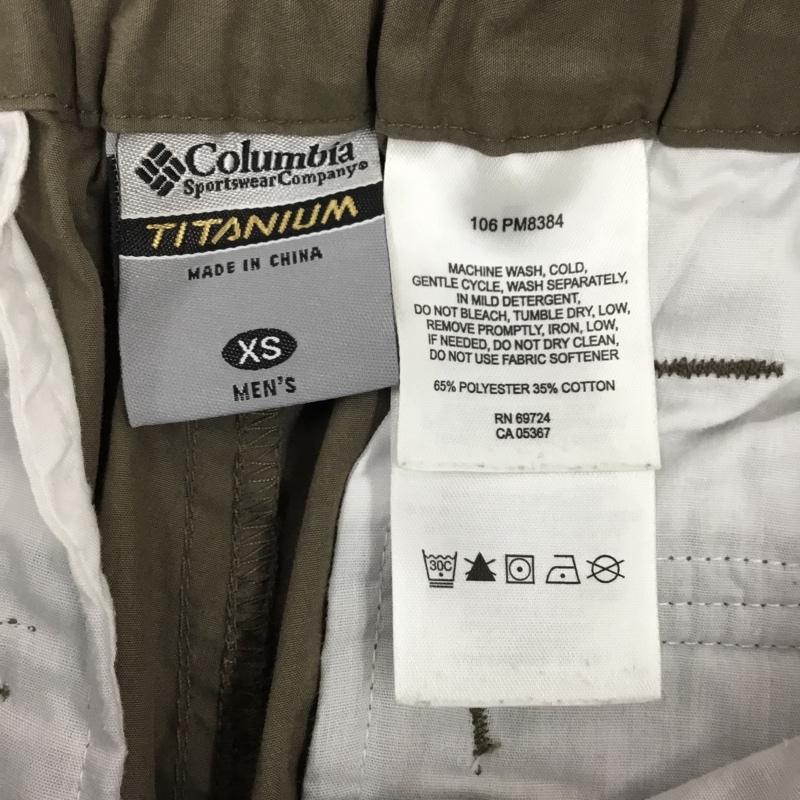 Columbia
Sportswear Company®
TITANIUM
MADE IN CHINA
XS
MEN'S
106 PM8384
MACHINE WASH, COLD,
GENTLE CYCLE, WASH SEPARATELY,
IN MILD DETERGENT,
DO NOT BLEACH, TUMBLE DRY, LOW,
REMOVE PROMPTLY, IRON, LOW,
IF NEEDED, DO NOT DRY CLEAN,
DO NOT USE FABRIC SOFTENER
65% POLYESTER 35% COTTON
RN 69724
CA 05367
30C